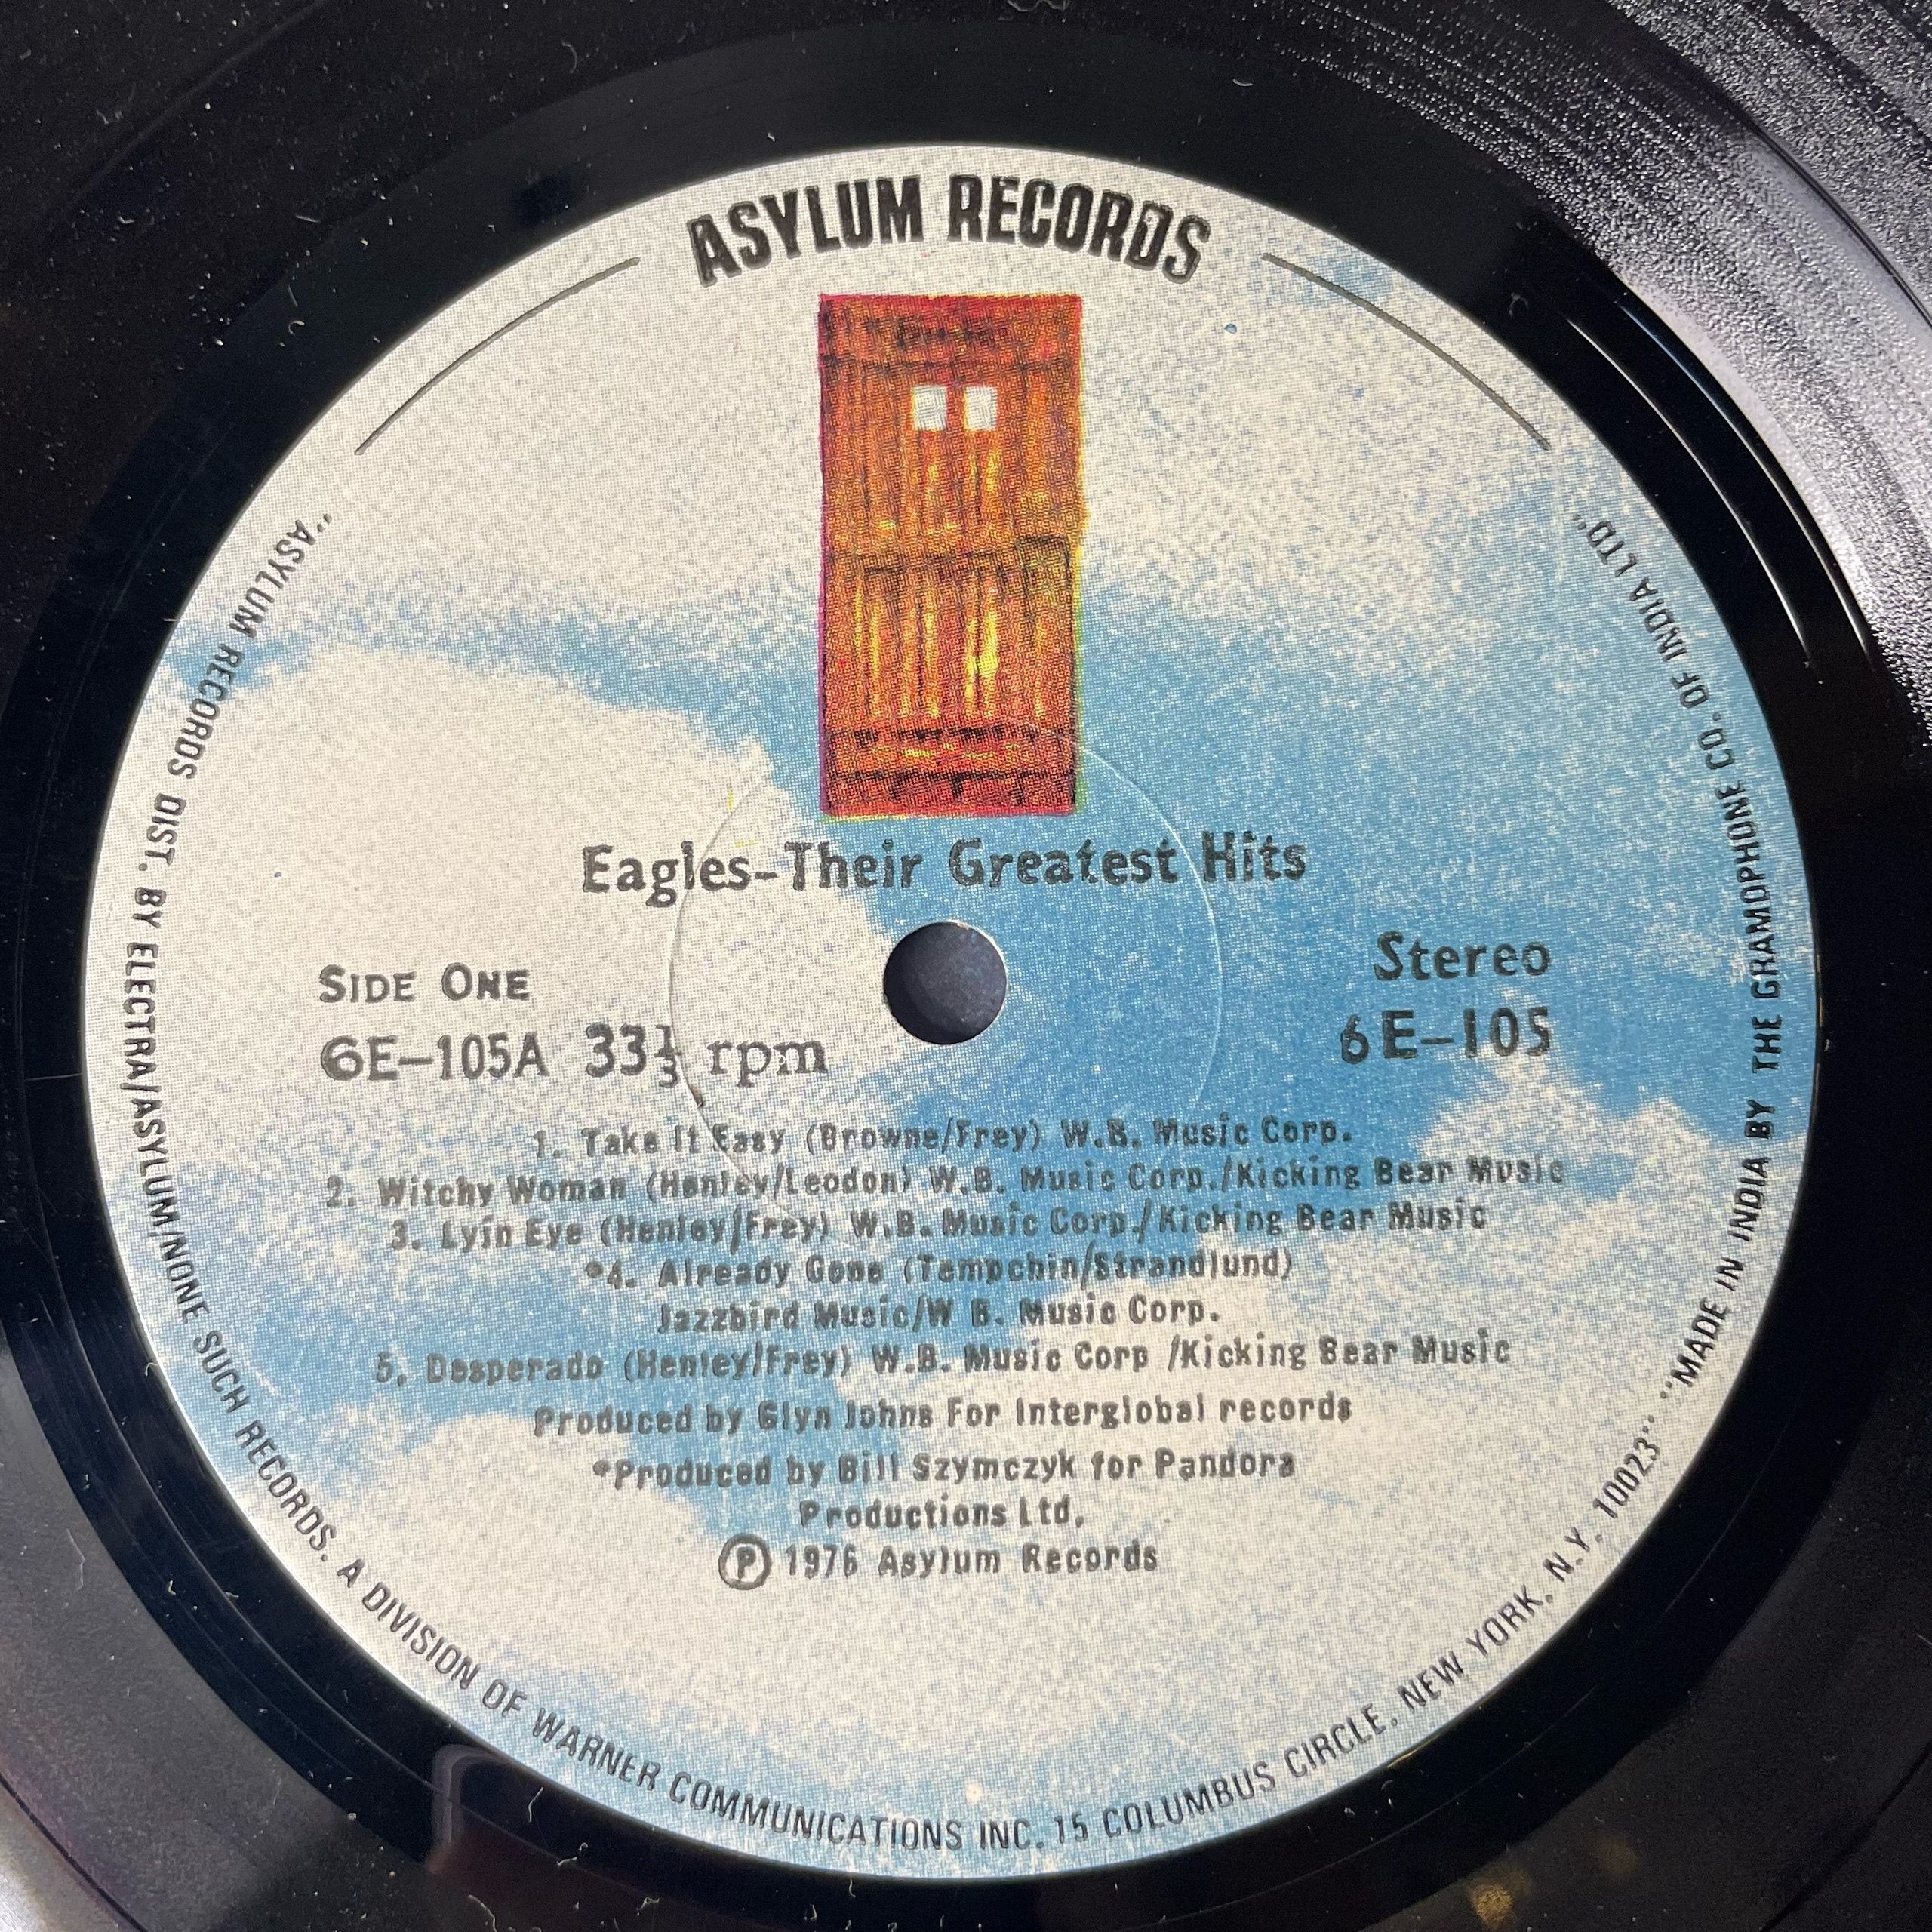 ASYLUM RECORDS
Eagles-Their Greatest Hits
SIDE ONE
6E-105A 33⅓ rpm
Stereo
6E-105
1. Take It Easy (Browne/Frey) W.B. Music Corp.
2. Witchy Woman (Henley/Leodon) W.B. Music Corp./Kicking Bear Music
3. Lyin Eye (Henley/Frey) W.B. Music Corp./Kicking Bear Music
*4. Already Gone (Tempchin/Strandlund)
Jazzbird Music/W B. Music Corp.
5. Desperado (Henley/Frey) W.B. Music Corp /Kicking Bear Music
Produced by Glyn Johns For Interglobal records
*Produced by Bill Szymczyk for Pandora
Productions Ltd.
Ⓟ 1976 Asylum Records
"ASYLUM RECORDS DIST. BY ELECTRA/ASYLUM/NONE SUCH RECORDS. A DIVISION OF WARNER COMMUNICATIONS INC. 15 COLUMBUS CIRCLE. NEW YORK. N.Y. 10023" "MADE IN INDIA BY THE GRAMOPHONE CO. OF INDIA LTD"